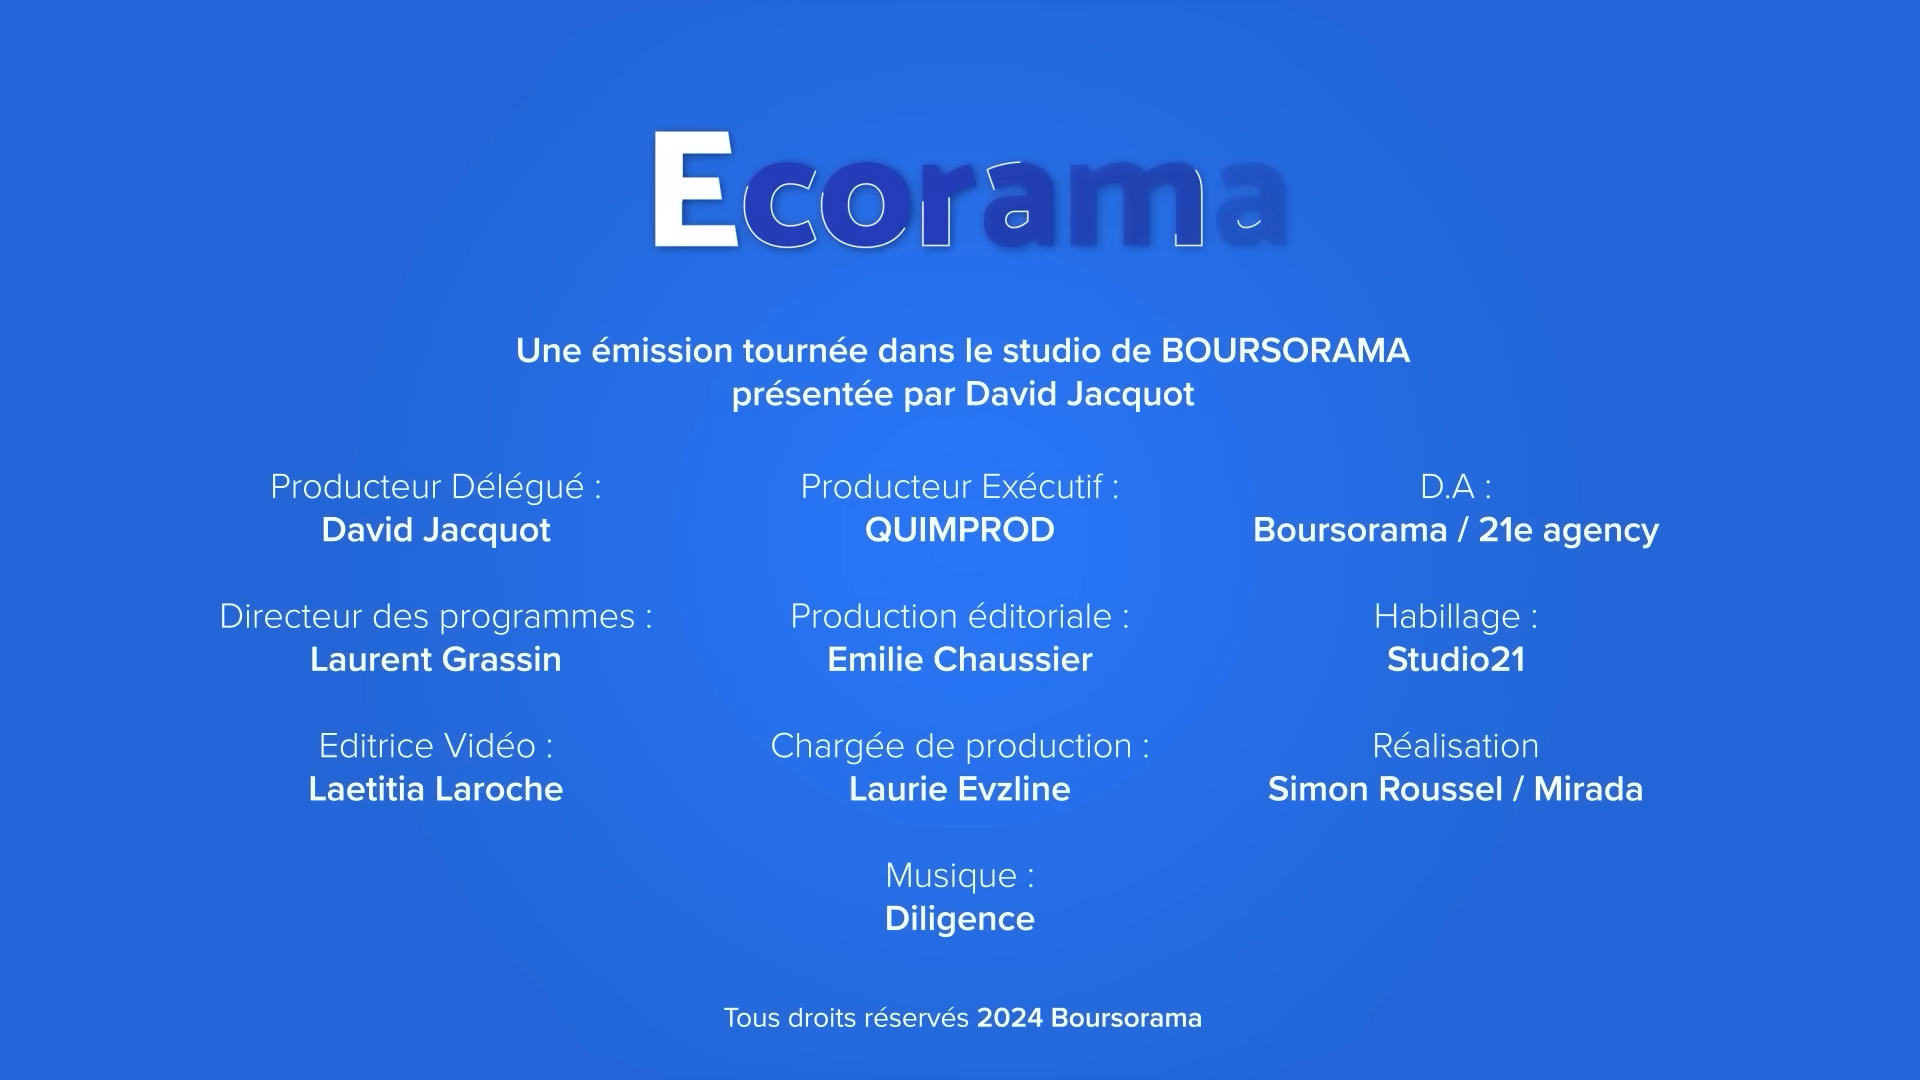 Ecorama
Une émission tournée dans le studio de BOURSORAMA
présentée par David Jacquot
Producteur Délégué :
David Jacquot
Producteur Exécutif :
QUIMPROD
D.A :
Boursorama / 21e agency
Directeur des programmes :
Laurent Grassin
Production éditoriale :
Emilie Chaussier
Habillage :
Studio21
Editrice Vidéo :
Laetitia Laroche
Chargée de production :
Laurie Evzline
Réalisation
Simon Roussel / Mirada
Musique :
Diligence
Tous droits réservés 2024 Boursorama